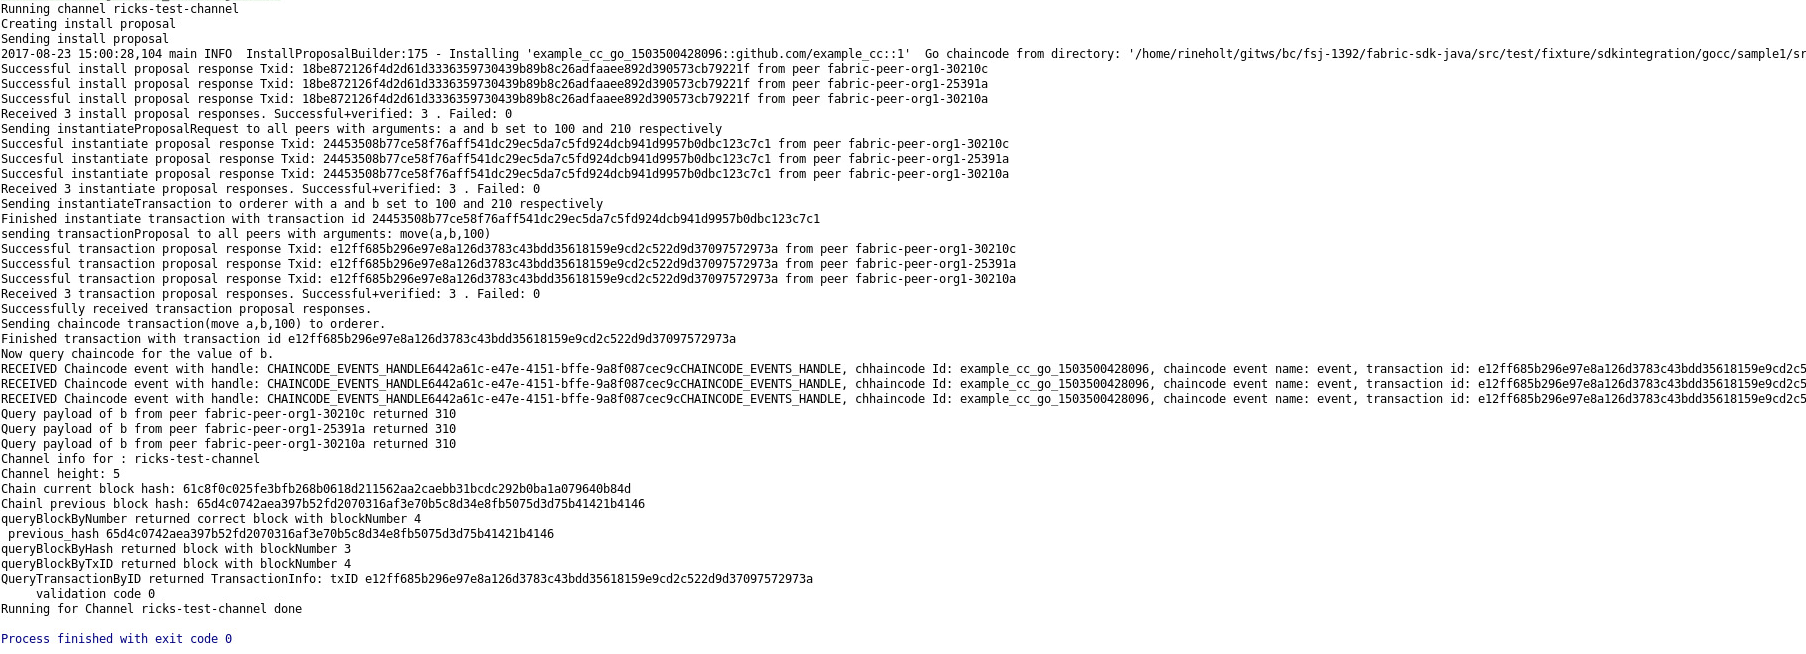 Running channel ricks-test-channel
Creating install proposal
Sending install proposal
2017-08-23 15:00:28,104 main INFO  InstallProposalBuilder:175 - Installing 'example_cc_go_1503500428096::github.com/example_cc::1'  Go chaincode from directory: '/home/rineholt/gitws/bc/fsj-1392/fabric-sdk-java/src/test/fixture/sdkintegration/gocc/sample1/sr
Successful install proposal response Txid: 18be872126f4d2d61d3336359730439b89b8c26adfaaee892d390573cb79221f from peer fabric-peer-org1-30210c
Successful install proposal response Txid: 18be872126f4d2d61d3336359730439b89b8c26adfaaee892d390573cb79221f from peer fabric-peer-org1-25391a
Successful install proposal response Txid: 18be872126f4d2d61d3336359730439b89b8c26adfaaee892d390573cb79221f from peer fabric-peer-org1-30210a
Received 3 install proposal responses. Successful+verified: 3 . Failed: 0
Sending instantiateProposalRequest to all peers with arguments: a and b set to 100 and 210 respectively
Succesful instantiate proposal response Txid: 24453508b77ce58f76aff541dc29ec5da7c5fd924dcb941d9957b0dbc123c7c1 from peer fabric-peer-org1-30210c
Succesful instantiate proposal response Txid: 24453508b77ce58f76aff541dc29ec5da7c5fd924dcb941d9957b0dbc123c7c1 from peer fabric-peer-org1-25391a
Succesful instantiate proposal response Txid: 24453508b77ce58f76aff541dc29ec5da7c5fd924dcb941d9957b0dbc123c7c1 from peer fabric-peer-org1-30210a
Received 3 instantiate proposal responses. Successful+verified: 3 . Failed: 0
Sending instantiateTransaction to orderer with a and b set to 100 and 210 respectively
Finished instantiate transaction with transaction id 24453508b77ce58f76aff541dc29ec5da7c5fd924dcb941d9957b0dbc123c7c1
sending transactionProposal to all peers with arguments: move(a,b,100)
Successful transaction proposal response Txid: e12ff685b296e97e8a126d3783c43bdd35618159e9cd2c522d9d37097572973a from peer fabric-peer-org1-30210c
Successful transaction proposal response Txid: e12ff685b296e97e8a126d3783c43bdd35618159e9cd2c522d9d37097572973a from peer fabric-peer-org1-25391a
Successful transaction proposal response Txid: e12ff685b296e97e8a126d3783c43bdd35618159e9cd2c522d9d37097572973a from peer fabric-peer-org1-30210a
Received 3 transaction proposal responses. Successful+verified: 3 . Failed: 0
Successfully received transaction proposal responses.
Sending chaincode transaction(move a,b,100) to orderer.
Finished transaction with transaction id e12ff685b296e97e8a126d3783c43bdd35618159e9cd2c522d9d37097572973a
Now query chaincode for the value of b.
RECEIVED Chaincode event with handle: CHAINCODE_EVENTS_HANDLE6442a61c-e47e-4151-bffe-9a8f087cec9cCHAINCODE_EVENTS_HANDLE, chhaincode Id: example_cc_go_1503500428096, chaincode event name: event, transaction id: e12ff685b296e97e8a126d3783c43bdd35618159e9cd2c5
RECEIVED Chaincode event with handle: CHAINCODE_EVENTS_HANDLE6442a61c-e47e-4151-bffe-9a8f087cec9cCHAINCODE_EVENTS_HANDLE, chhaincode Id: example_cc_go_1503500428096, chaincode event name: event, transaction id: e12ff685b296e97e8a126d3783c43bdd35618159e9cd2c5
RECEIVED Chaincode event with handle: CHAINCODE_EVENTS_HANDLE6442a61c-e47e-4151-bffe-9a8f087cec9cCHAINCODE_EVENTS_HANDLE, chhaincode Id: example_cc_go_1503500428096, chaincode event name: event, transaction id: e12ff685b296e97e8a126d3783c43bdd35618159e9cd2c5
Query payload of b from peer fabric-peer-org1-30210c returned 310
Query payload of b from peer fabric-peer-org1-25391a returned 310
Query payload of b from peer fabric-peer-org1-30210a returned 310
Channel info for : ricks-test-channel
Channel height: 5
Chain current block hash: 61c8f0c025fe3bfb268b0618d211562aa2caebb31bcdc292b0ba1a079640b84d
Chainl previous block hash: 65d4c0742aea397b52fd2070316af3e70b5c8d34e8fb5075d3d75b41421b4146
queryBlockByNumber returned correct block with blockNumber 4
 previous_hash 65d4c0742aea397b52fd2070316af3e70b5c8d34e8fb5075d3d75b41421b4146
queryBlockByHash returned block with blockNumber 3
queryBlockByTxID returned block with blockNumber 4
QueryTransactionByID returned TransactionInfo: txID e12ff685b296e97e8a126d3783c43bdd35618159e9cd2c522d9d37097572973a
     validation code 0
Running for Channel ricks-test-channel done
Process finished with exit code 0